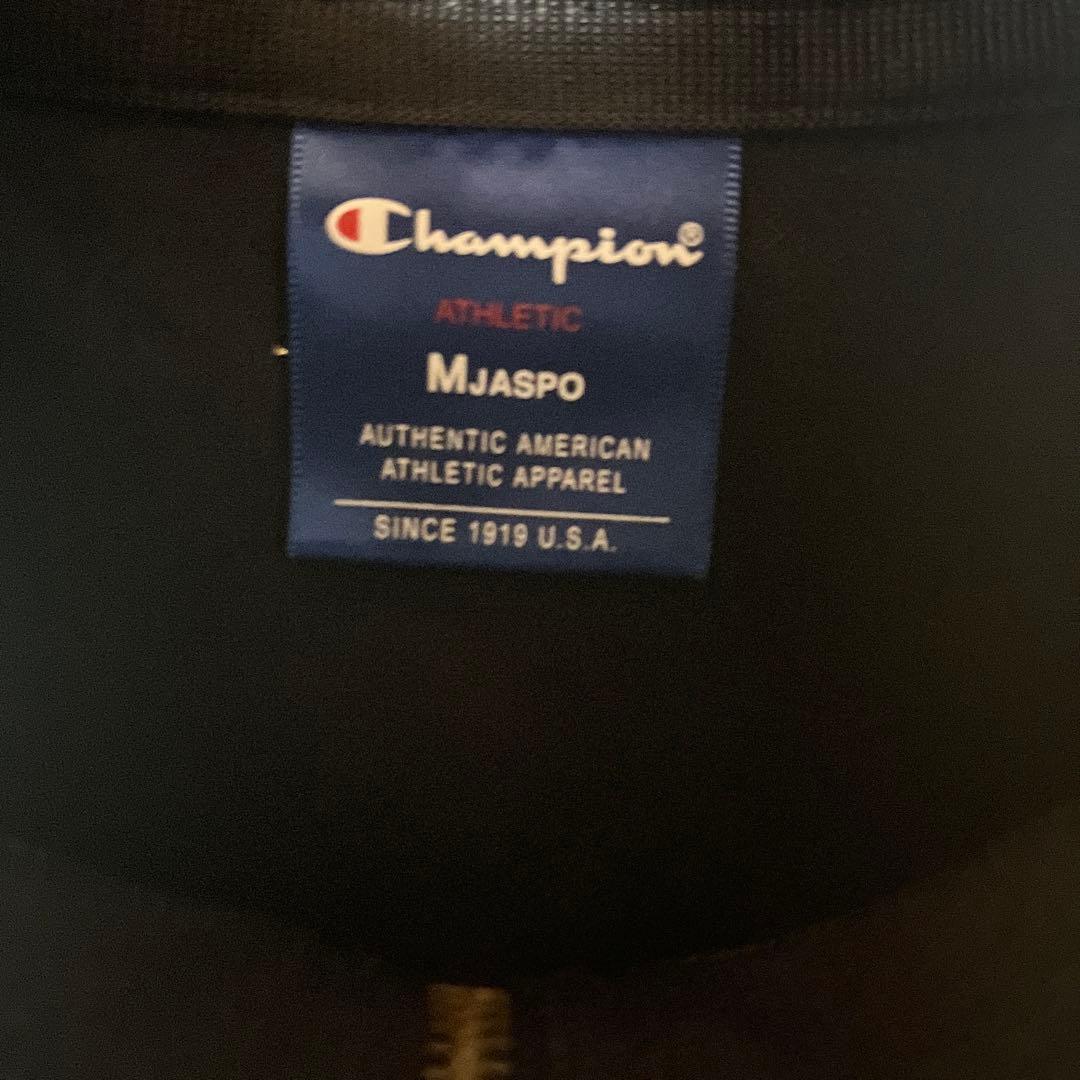 Champion®
ATHLETIC
MJASPO
AUTHENTIC AMERICAN
ATHLETIC APPAREL
SINCE 1919 U.S.A.